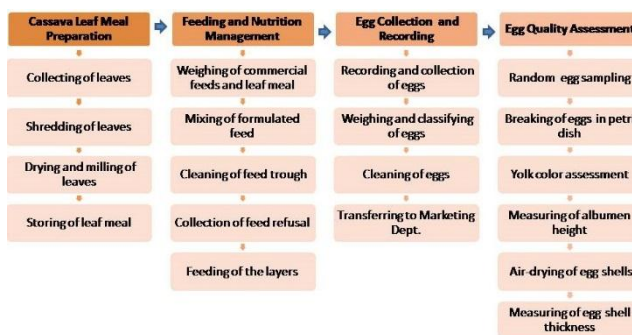 Cassava Leaf Meal
Preparation
Collecting of leaves
Shredding of leaves
Drying and milling of
leaves
Storing of leaf meal
Feeding and Nutrition
Management
Weighing of commercial
feeds and leaf meal
Mixing of formulated
feed
Cleaning of feed trough
Collection of feed refusal
Feeding of the layers
Egg Collection and
Recording
Recording and collection
of eggs
Weighing and classifying
of eggs
Cleaning of eggs
Transferring to Marketing
Dept.
Egg Quality Assessment
Random egg sampling
Breaking of eggs in petri
dish
Yolk color assessment
Measuring of albumen
height
Air-drying of egg shells
Measuring of egg shell
thickness